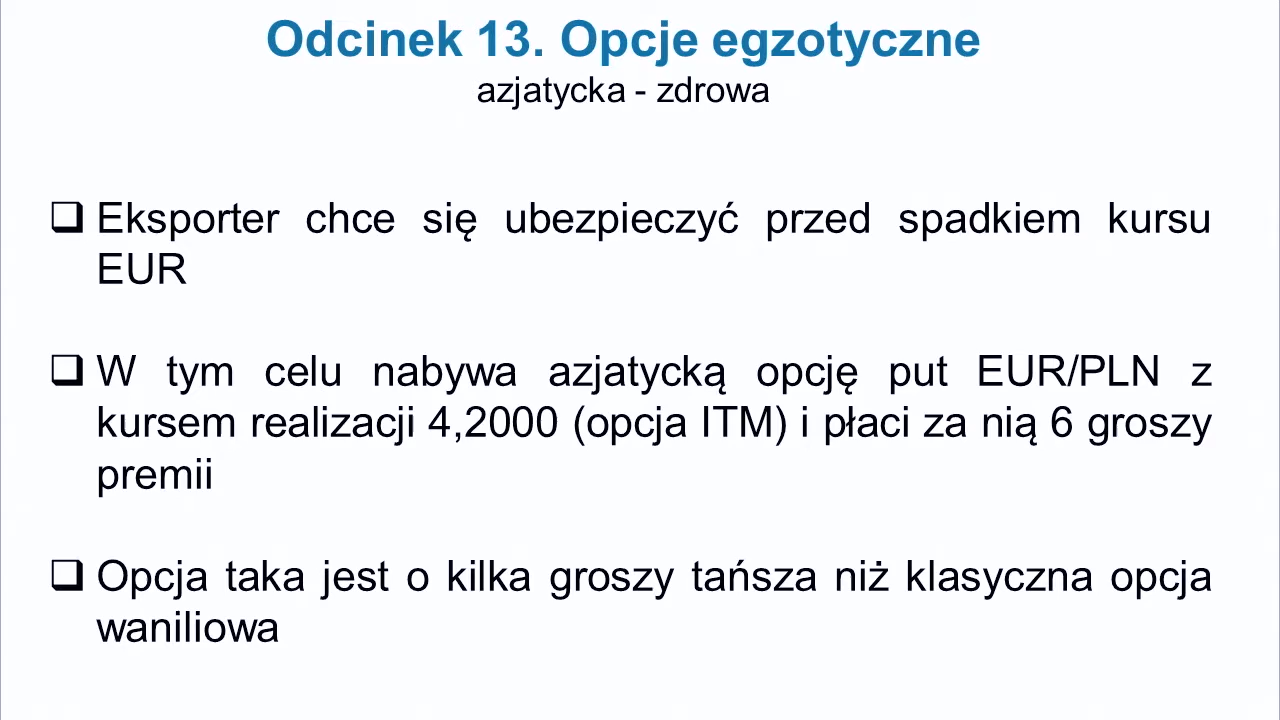 Odcinek 13. Opcje egzotyczne
azjatycka - zdrowa
❑ Eksporter chce się ubezpieczyć przed spadkiem kursu
EUR
❑ W tym celu nabywa azjatycką opcję put EUR/PLN z
kursem realizacji 4,2000 (opcja ITM) i płaci za nią 6 groszy
premii
❑ Opcja taka jest o kilka groszy tańsza niż klasyczna opcja
waniliowa